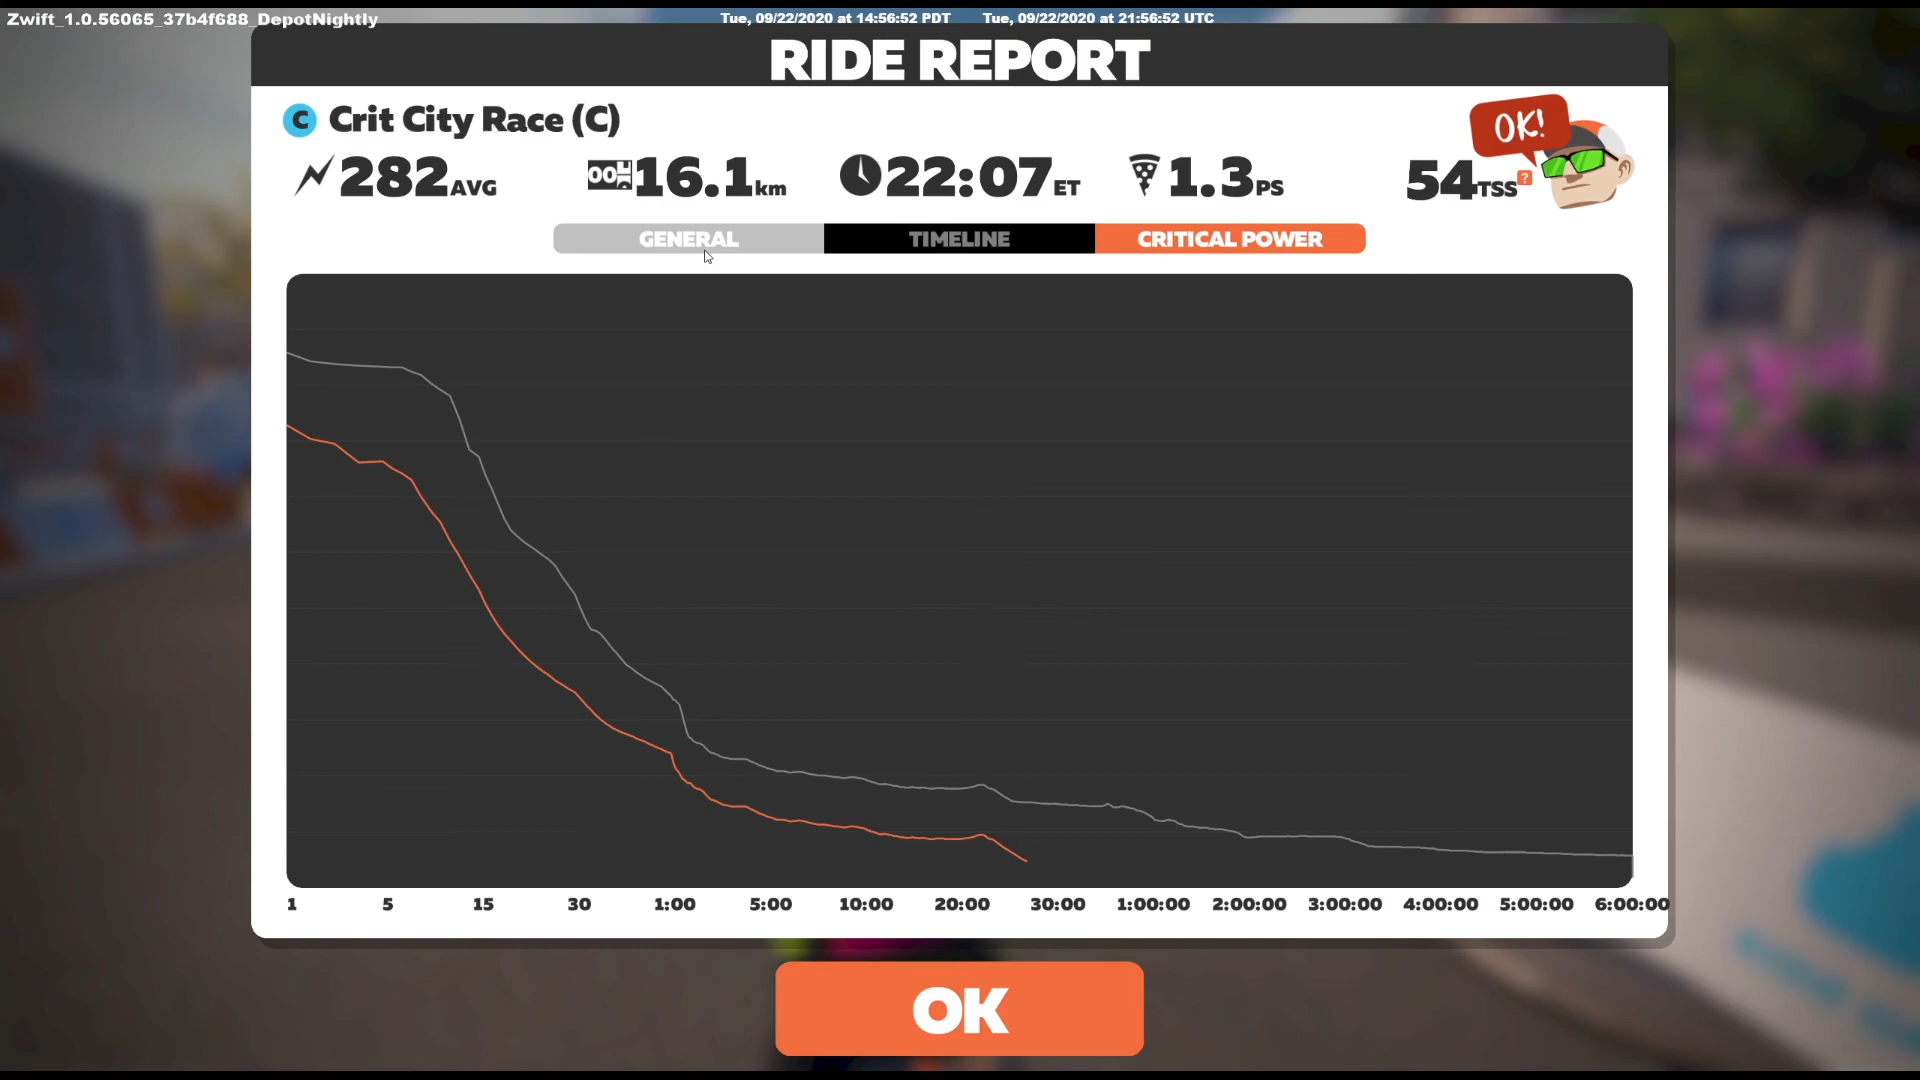 Zwift_1.0.56065_37b4f688_DepotNightly
Tue, 09/22/2020 at 14:56:52 PDT Tue, 09/22/2020 at 21:56:52 UTC
RIDE REPORT
C Crit City Race (C)
OK!
282AVG 16.1km 22:07ET 1.3PS 54TSS ?
GENERAL TIMELINE CRITICAL POWER
1 5 15 30 1:00 5:00 10:00 20:00 30:00 1:00:00 2:00:00 3:00:00 4:00:00 5:00:00 6:00:00
OK